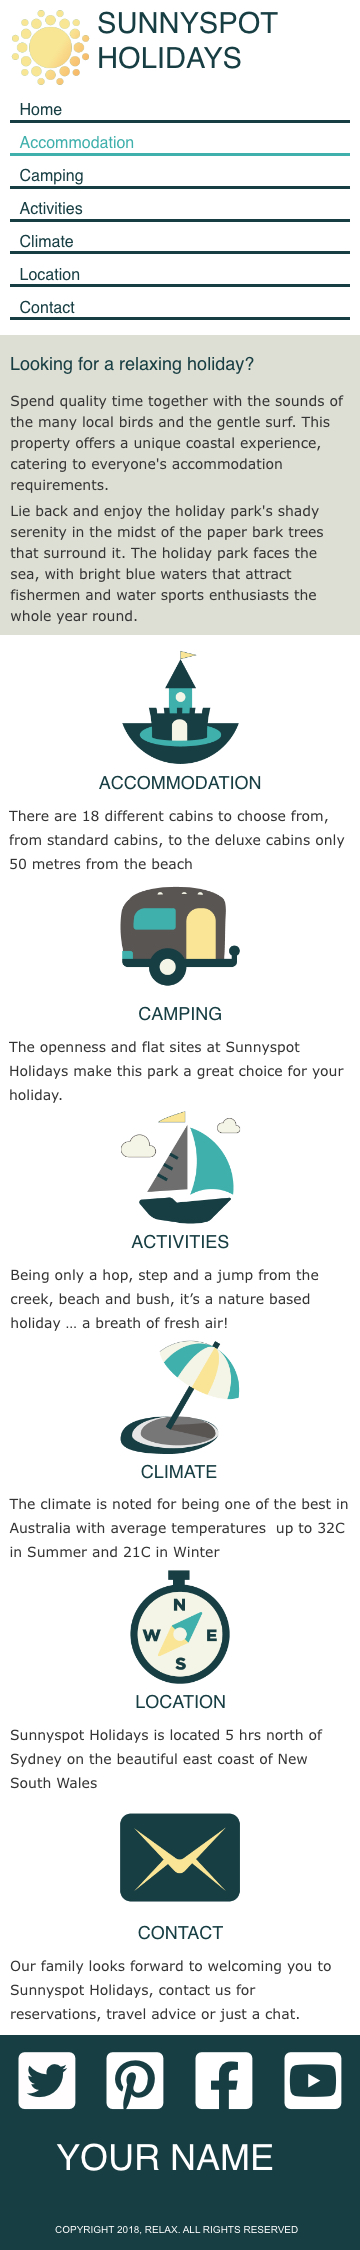 SUNNYSPOT
HOLIDAYS
Home
Accommodation
Camping
Activities
Climate
Location
Contact
Looking for a relaxing holiday?
Spend quality time together with the sounds of
the many local birds and the gentle surf. This
property offers a unique coastal experience,
catering to everyone's accommodation
requirements.
Lie back and enjoy the holiday park's shady
serenity in the midst of the paper bark trees
that surround it. The holiday park faces the
sea, with bright blue waters that attract
fishermen and water sports enthusiasts the
whole year round.
ACCOMMODATION
There are 18 different cabins to choose from,
from standard cabins, to the deluxe cabins only
50 metres from the beach
CAMPING
The openness and flat sites at Sunnyspot
Holidays make this park a great choice for your
holiday.
ACTIVITIES
Being only a hop, step and a jump from the
creek, beach and bush, it’s a nature based
holiday … a breath of fresh air!
CLIMATE
The climate is noted for being one of the best in
Australia with average temperatures  up to 32C
in Summer and 21C in Winter
N
W E
S
LOCATION
Sunnyspot Holidays is located 5 hrs north of
Sydney on the beautiful east coast of New
South Wales
CONTACT
Our family looks forward to welcoming you to
Sunnyspot Holidays, contact us for
reservations, travel advice or just a chat.
YOUR NAME
COPYRIGHT 2018, RELAX. ALL RIGHTS RESERVED